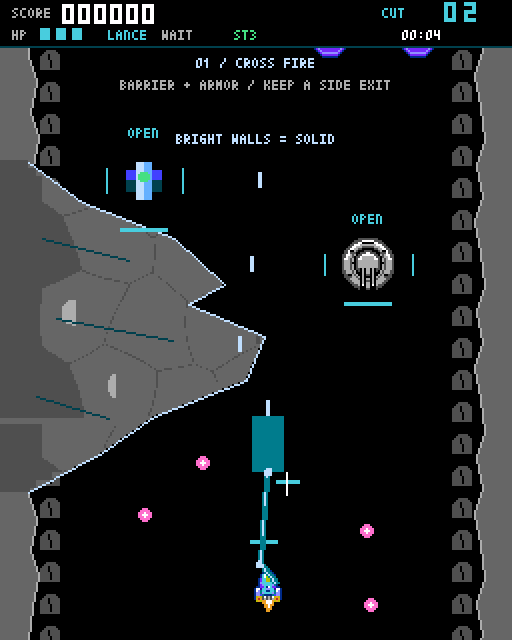 SCORE 000000 CUT 02
HP LANCE WAIT ST3 00:04
01 / CROSS FIRE
BARRIER + ARMOR / KEEP A SIDE EXIT
OPEN
BRIGHT WALLS = SOLID
OPEN